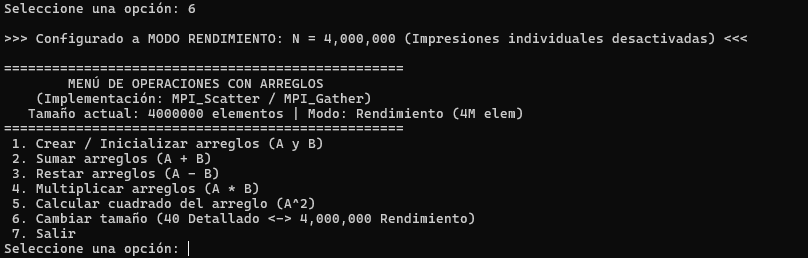 Seleccione una opción: 6
>>> Configurado a MODO RENDIMIENTO: N = 4,000,000 (Impresiones individuales desactivadas) <<<
==================================================
MENÚ DE OPERACIONES CON ARREGLOS
(Implementación: MPI_Scatter / MPI_Gather)
Tamaño actual: 4000000 elementos | Modo: Rendimiento (4M elem)
==================================================
1. Crear / Inicializar arreglos (A y B)
2. Sumar arreglos (A + B)
3. Restar arreglos (A - B)
4. Multiplicar arreglos (A * B)
5. Calcular cuadrado del arreglo (A^2)
6. Cambiar tamaño (40 Detallado <-> 4,000,000 Rendimiento)
7. Salir
Seleccione una opción: